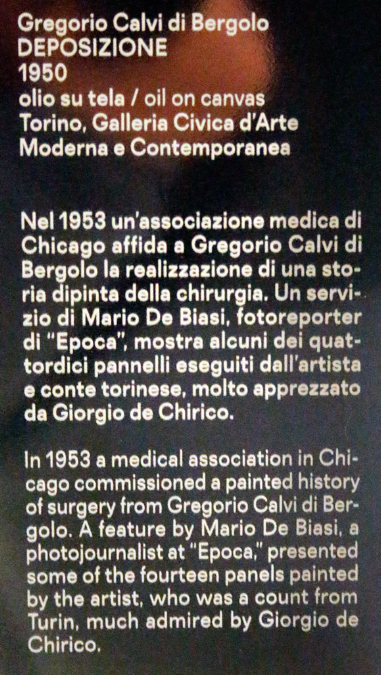 Gregorio Calvi di Bergolo
DEPOSIZIONE
1950
olio su tela / oil on canvas
Torino, Galleria Civica d'Arte
Moderna e Contemporanea
Nel 1953 un'associazione medica di
Chicago affida a Gregorio Calvi di
Bergolo la realizzazione di una sto-
ria dipinta della chirurgia. Un servi-
zio di Mario De Biasi, fotoreporter
di "Epoca", mostra alcuni dei quat-
tordici pannelli eseguiti dall'artista
e conte torinese, molto apprezzato
da Giorgio de Chirico.
In 1953 a medical association in Chi-
cago commissioned a painted history
of surgery from Gregorio Calvi di Ber-
golo. A feature by Mario De Biasi, a
photojournalist at "Epoca," presented
some of the fourteen panels painted
by the artist, who was a count from
Turin, much admired by Giorgio de
Chirico.